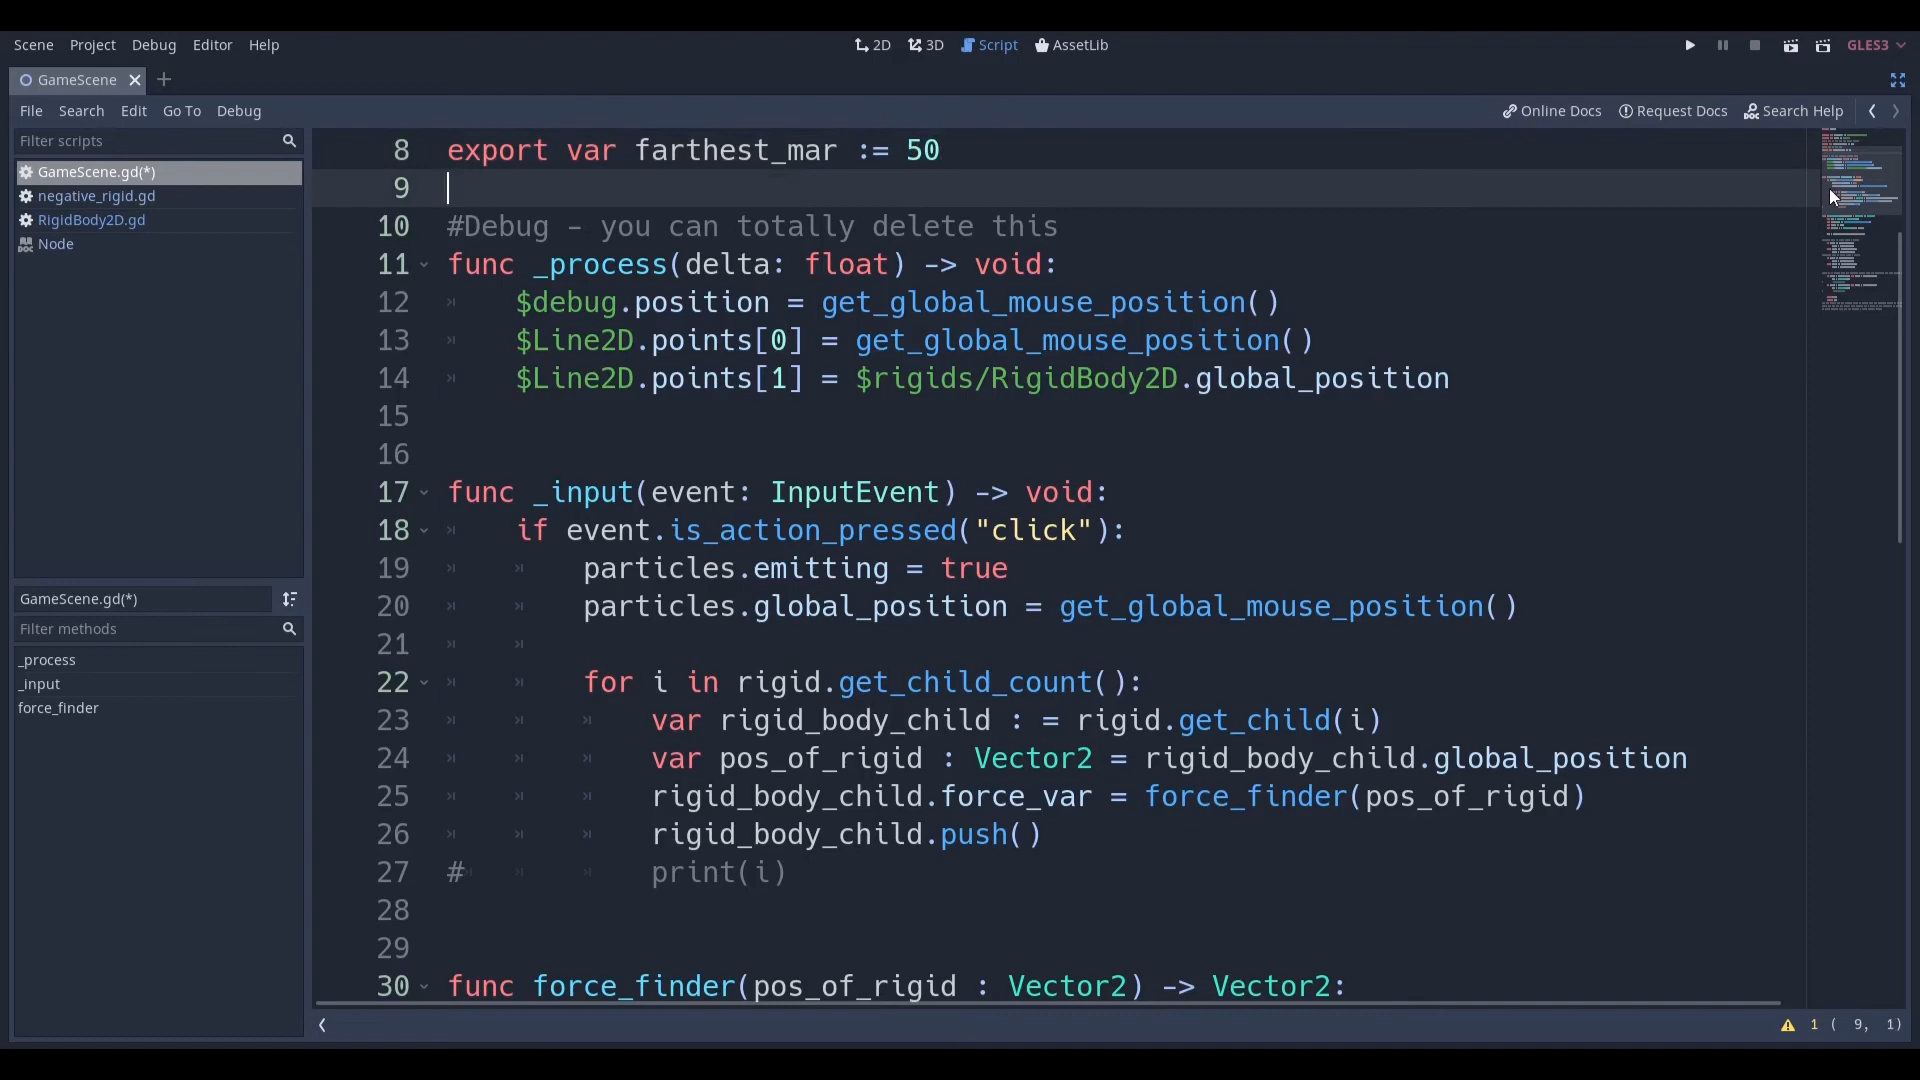 Scene Project Debug Editor Help 2D 3D Script AssetLib GLES3
GameScene
File Search Edit Go To Debug Online Docs Request Docs Search Help
Filter scripts
GameScene.gd(*)
negative_rigid.gd
RigidBody2D.gd
Node
GameScene.gd(*)
Filter methods
_process
_input
force_finder
8 export var farthest_mar := 50
9
10 #Debug - you can totally delete this
11 func _process(delta: float) -> void:
12 $debug.position = get_global_mouse_position()
13 $Line2D.points[0] = get_global_mouse_position()
14 $Line2D.points[1] = $rigids/RigidBody2D.global_position
15
16
17 func _input(event: InputEvent) -> void:
18 if event.is_action_pressed("click"):
19 particles.emitting = true
20 particles.global_position = get_global_mouse_position()
21
22 for i in rigid.get_child_count():
23 var rigid_body_child : = rigid.get_child(i)
24 var pos_of_rigid : Vector2 = rigid_body_child.global_position
25 rigid_body_child.force_var = force_finder(pos_of_rigid)
26 rigid_body_child.push()
27 # print(i)
28
29
30 func force_finder(pos_of_rigid : Vector2) -> Vector2:
1 ( 9, 1)